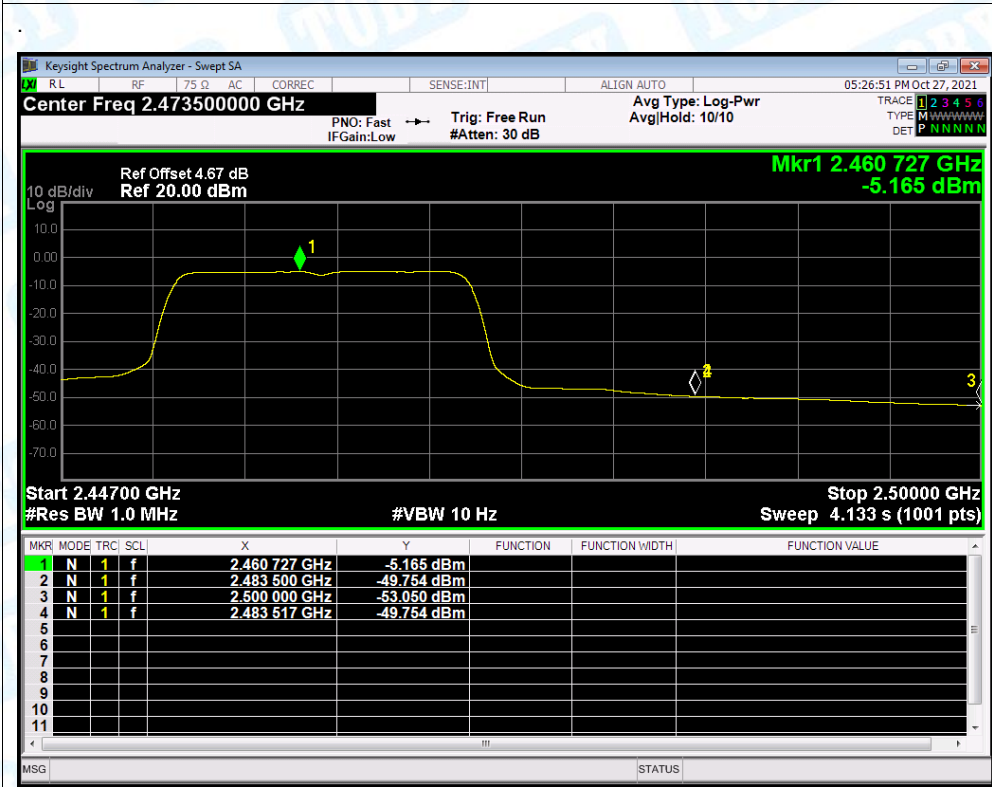 .
Keysight Spectrum Analyzer - Swept SA
LXI RL RF 75 Ω AC CORREC SENSE:INT ALIGN AUTO 05:26:51 PM Oct 27, 2021
Center Freq 2.473500000 GHz Avg Type: Log-Pwr TRACE 1 2 3 4 5 6
PNO: Fast Trig: Free Run Avg|Hold: 10/10 TYPE M W W W W W
IFGain:Low #Atten: 30 dB DET P N N N N N
Mkr1 2.460 727 GHz
Ref Offset 4.67 dB -5.165 dBm
10 dB/div Ref 20.00 dBm
Log
10.0
1
0.00
-10.0
-20.0
-30.0
-40.0
3
-50.0
-60.0
-70.0
Start 2.44700 GHz Stop 2.50000 GHz
#Res BW 1.0 MHz #VBW 10 Hz Sweep 4.133 s (1001 pts)
MKR MODE TRC SCL X Y FUNCTION FUNCTION WIDTH FUNCTION VALUE
1 N 1 f 2.460 727 GHz -5.165 dBm
2 N 1 f 2.483 500 GHz -49.754 dBm
3 N 1 f 2.500 000 GHz -53.050 dBm
4 N 1 f 2.483 517 GHz -49.754 dBm
5
6
7
8
9
10
11
MSG STATUS